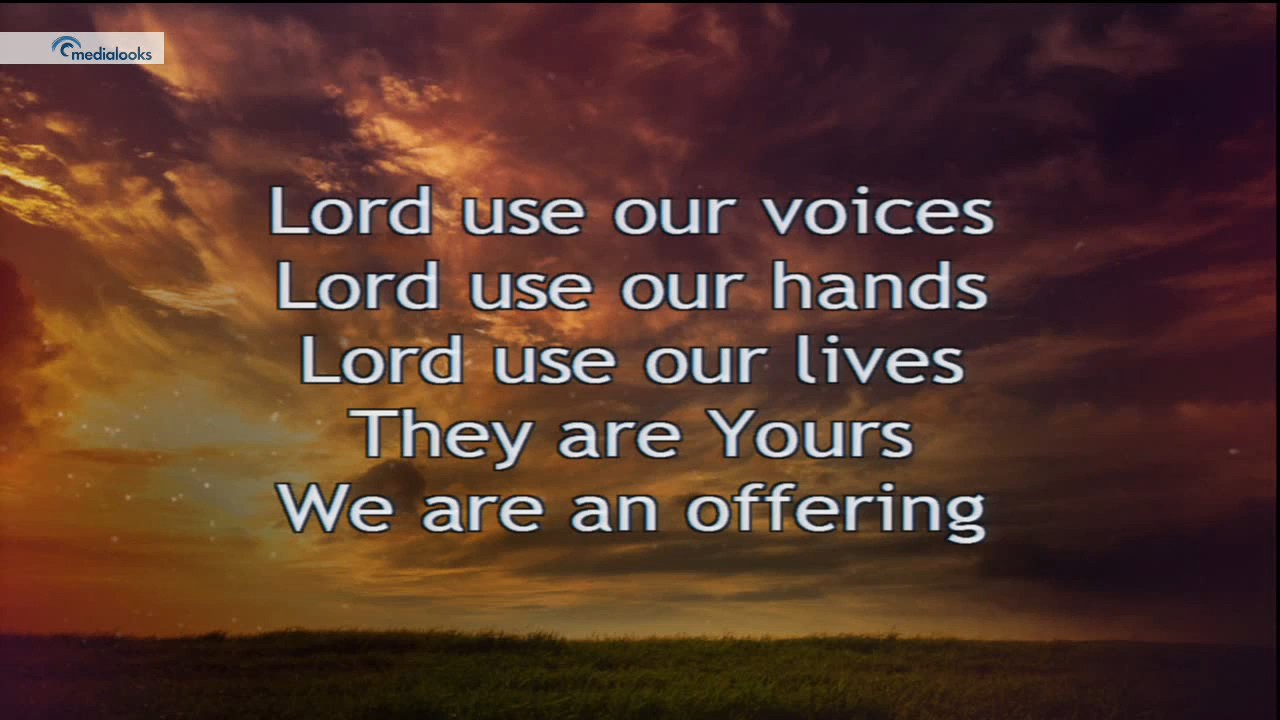 medialooks
Lord use our voices
Lord use our hands
Lord use our lives
They are Yours
We are an offering